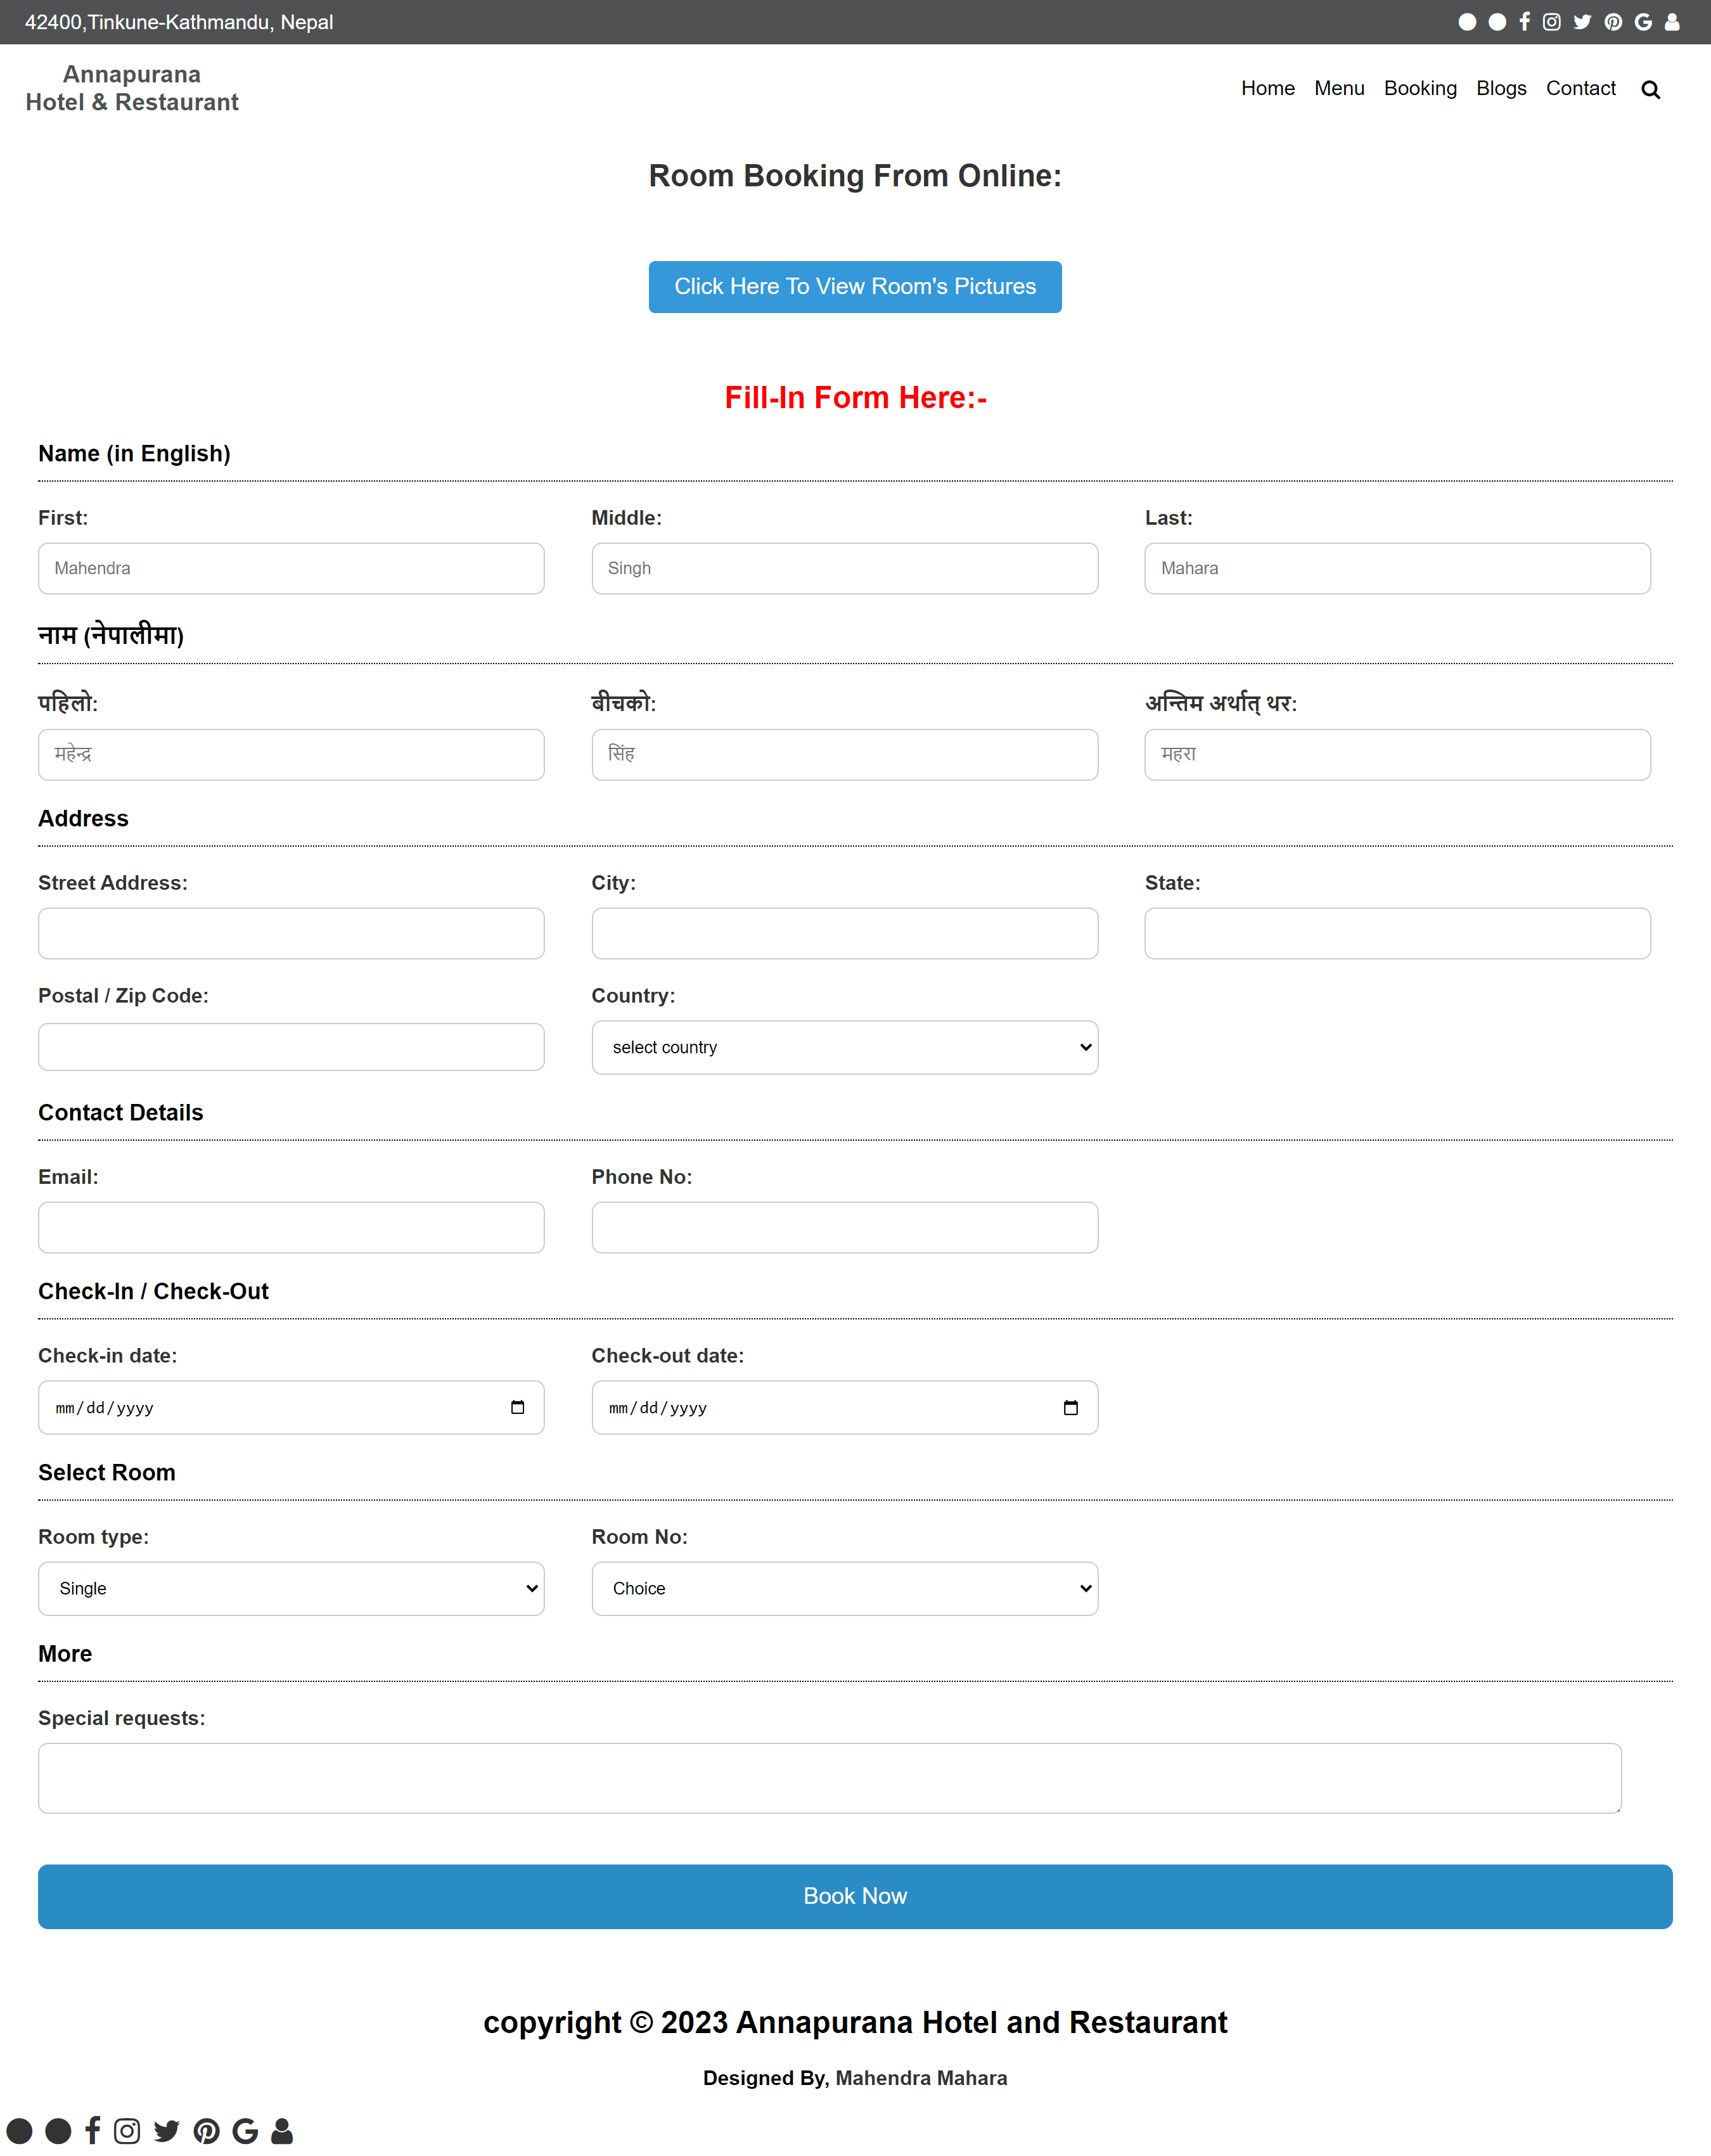 42400,Tinkune-Kathmandu, Nepal
Annapurana
Hotel & Restaurant
Home Menu Booking Blogs Contact
Room Booking From Online:
Click Here To View Room's Pictures
Fill-In Form Here:-
Name (in English)
First: Middle: Last:
Mahendra Singh Mahara
नाम (नेपालीमा)
पहिलो: बीचको: अन्तिम अर्थात् थर:
महेन्द्र सिंह महरा
Address
Street Address: City: State:
Postal / Zip Code: Country:
select country
Contact Details
Email: Phone No:
Check-In / Check-Out
Check-in date: Check-out date:
mm/dd/yyyy mm/dd/yyyy
Select Room
Room type: Room No:
Single Choice
More
Special requests:
Book Now
copyright © 2023 Annapurana Hotel and Restaurant
Designed By, Mahendra Mahara